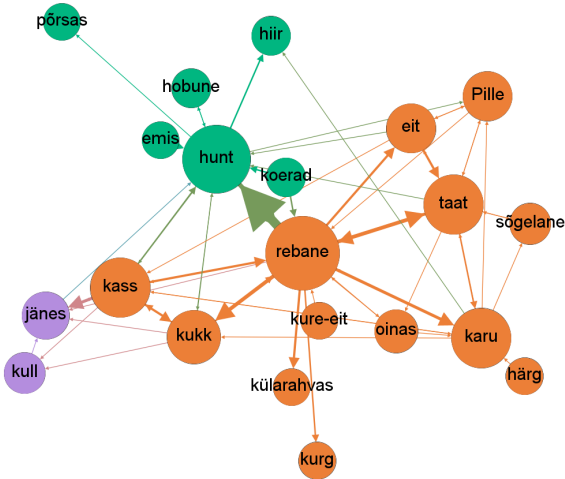 põrsas
hiir
hobune
Pille
emis
eit
hunt
koerad
taat
sõgelane
rebane
kass
jänes
kure-eit
oinas
kukk
karu
kull
härg
külarahvas
kurg